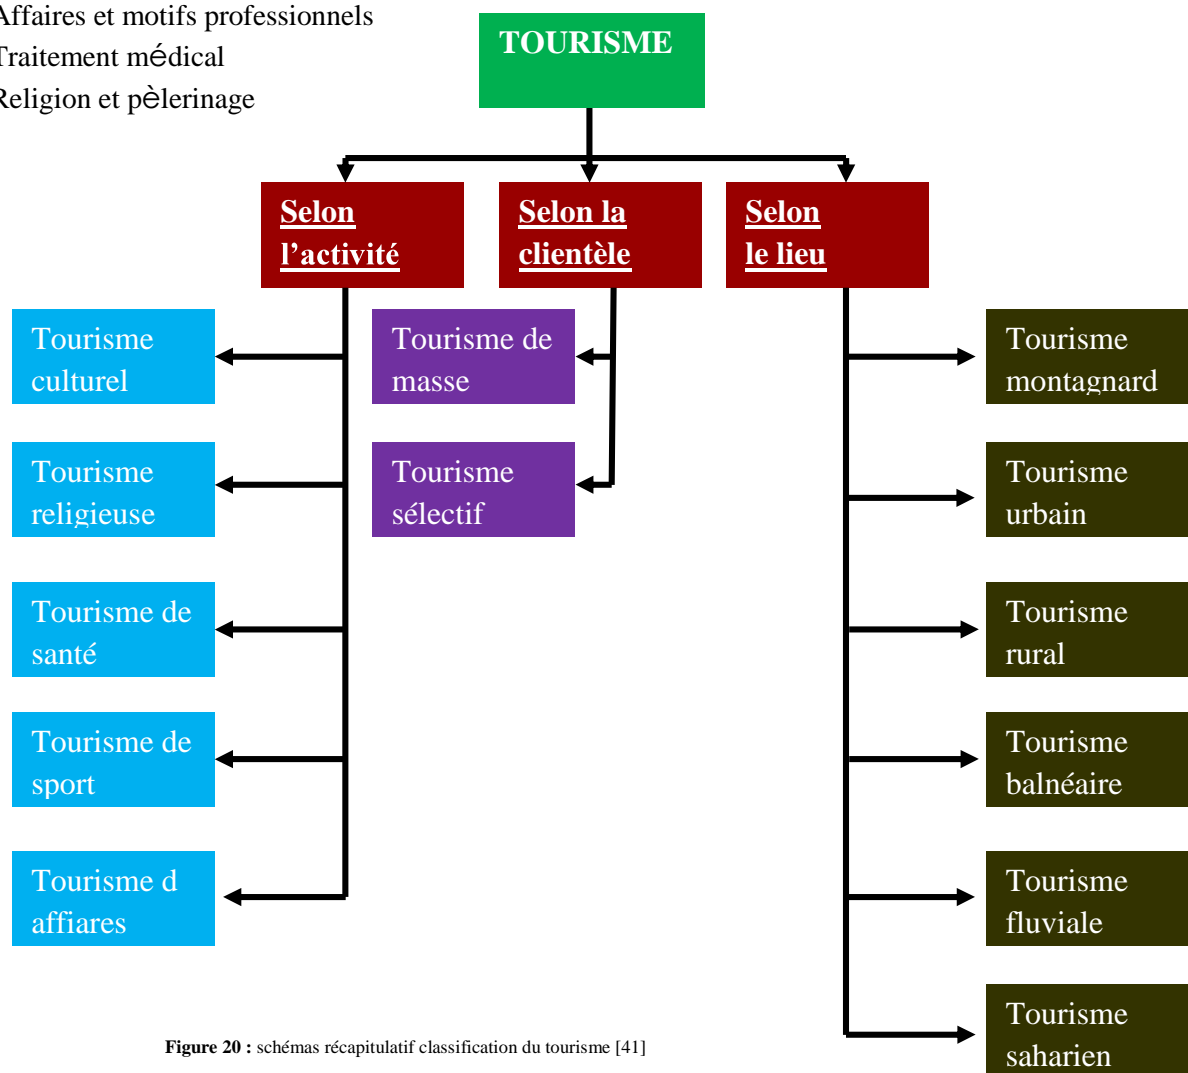 Affaires et motifs professionnels
Traitement médical
Religion et pèlerinage
TOURISME
Selon
l’activité
Selon la
clientèle
Selon
le lieu
Tourisme
culturel
Tourisme
religieuse
Tourisme de
santé
Tourisme de
sport
Tourisme d
affiares
Tourisme de
masse
Tourisme
sélectif
Tourisme
montagnard
Tourisme
urbain
Tourisme
rural
Tourisme
balnéaire
Tourisme
fluviale
Tourisme
saharien
Figure 20 : schémas récapitulatif classification du tourisme [41]